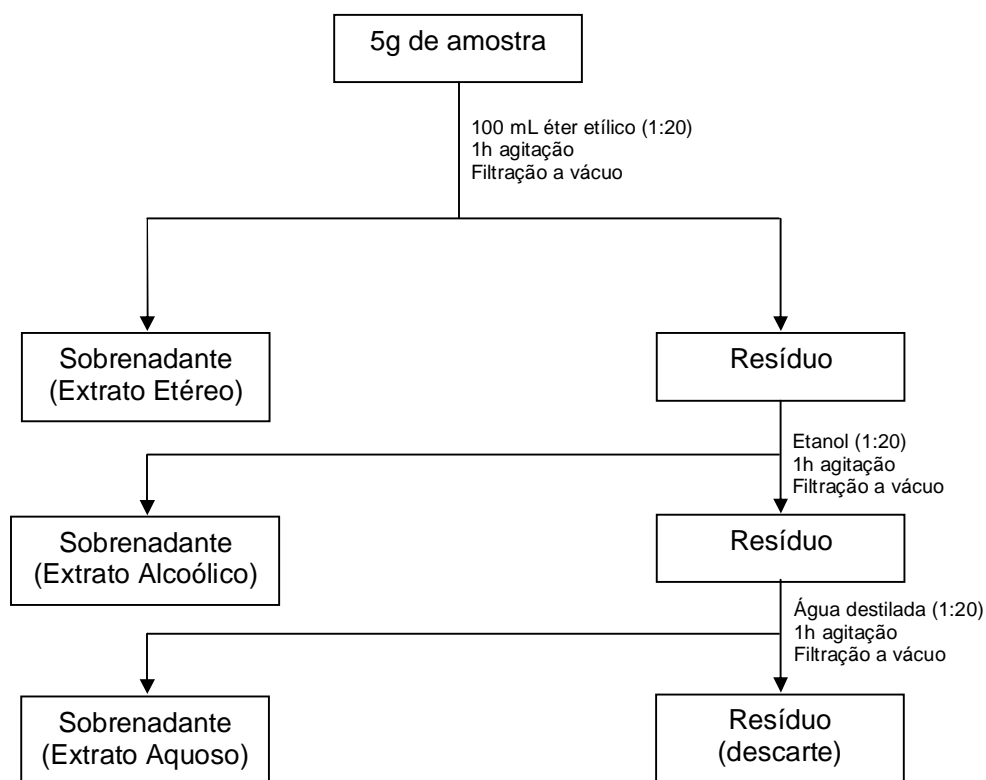 5g de amostra
100 mL éter etílico (1:20)
1h agitação
Filtração a vácuo
Sobrenadante
(Extrato Etéreo)
Resíduo
Etanol (1:20)
1h agitação
Filtração a vácuo
Sobrenadante
(Extrato Alcoólico)
Resíduo
Água destilada (1:20)
1h agitação
Filtração a vácuo
Sobrenadante
(Extrato Aquoso)
Resíduo
(descarte)